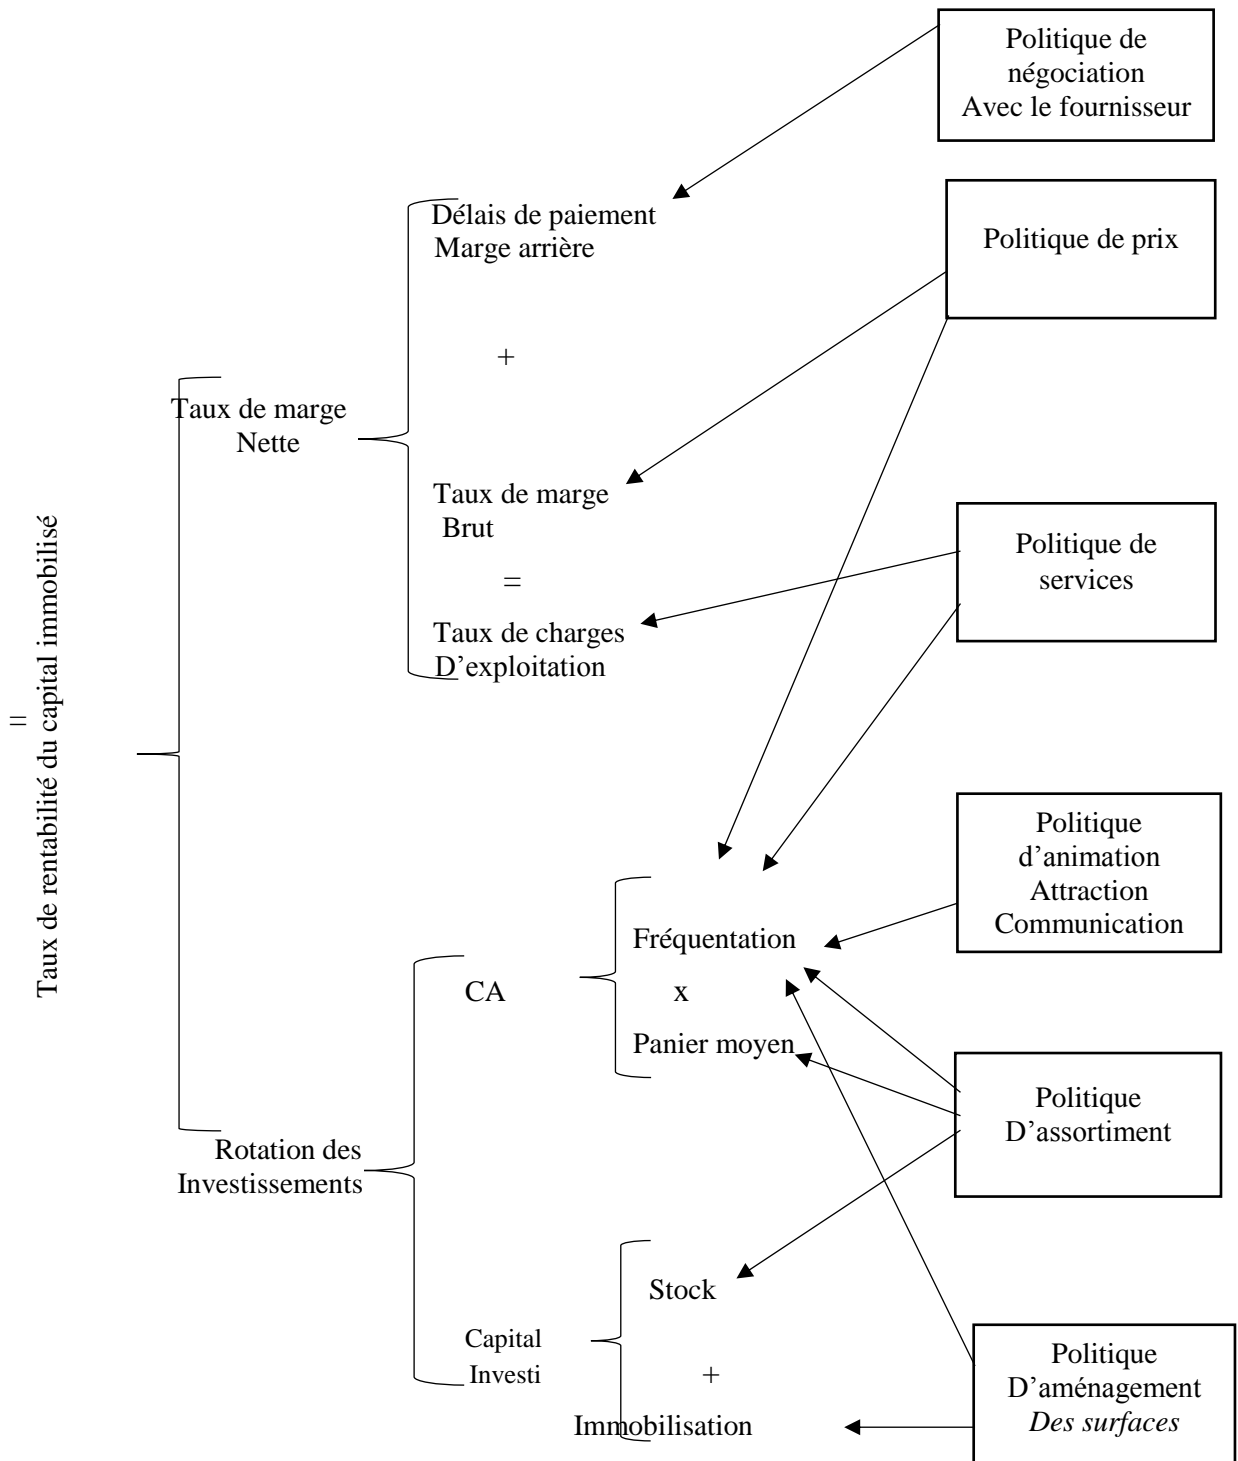 Politique de
négociation
Avec le fournisseur
Délais de paiement
Marge arrière
Politique de prix
+
Taux de marge
Nette
Taux de marge
Brut
=
Taux de charges
D’exploitation
Politique de
services
=
Taux de rentabilité du capital immobilisé
Politique
d’animation
Attraction
Communication
Fréquentation
CA
x
Panier moyen
Politique
D’assortiment
Rotation des
Investissements
Stock
Capital
Investi
+
Immobilisation
Politique
D’aménagement
Des surfaces